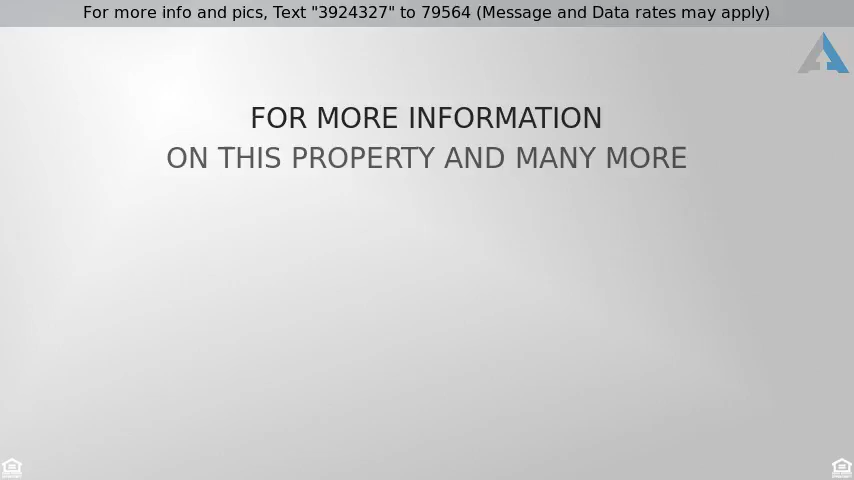 For more info and pics, Text "3924327" to 79564 (Message and Data rates may apply)
FOR MORE INFORMATION
ON THIS PROPERTY AND MANY MORE